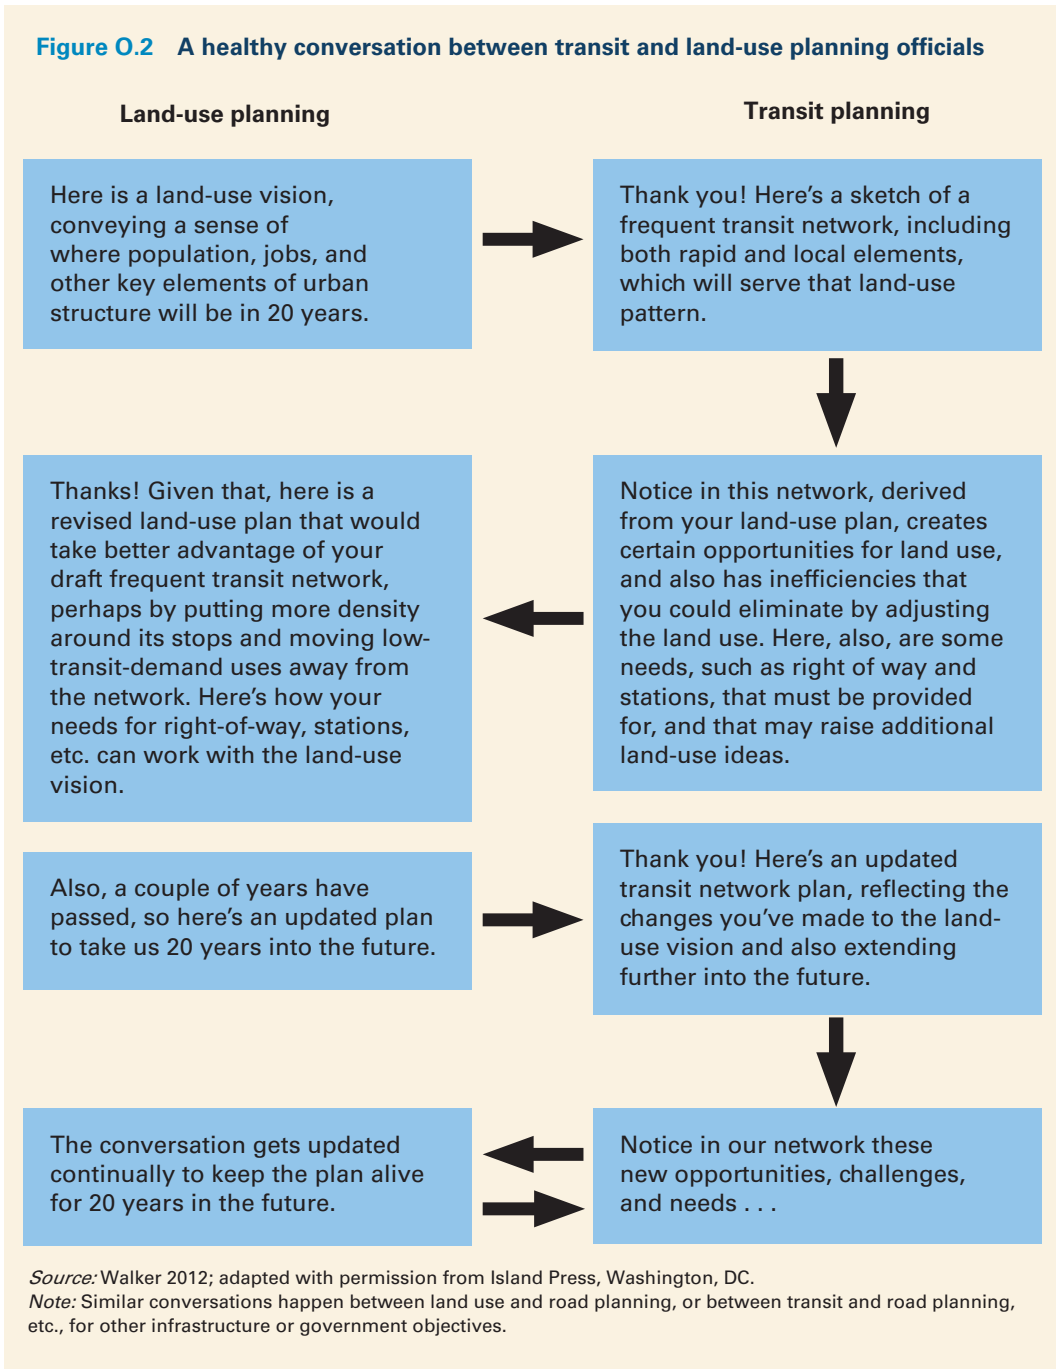 Figure O.2 A healthy conversation between transit and land-use planning officials
Land-use planning
Transit planning
Here is a land-use vision,
conveying a sense of
where population, jobs, and
other key elements of urban
structure will be in 20 years.
Thank you! Here's a sketch of a
frequent transit network, including
both rapid and local elements,
which will serve that land-use
pattern.
Notice in this network, derived
from your land-use plan, creates
certain opportunities for land use,
and also has inefficiencies that
you could eliminate by adjusting
the land use. Here, also, are some
needs, such as right of way and
stations, that must be provided
for, and that may raise additional
land-use ideas.
Thanks! Given that, here is a
revised land-use plan that would
take better advantage of your
draft frequent transit network,
perhaps by putting more density
around its stops and moving low-
transit-demand uses away from
the network. Here's how your
needs for right-of-way, stations,
etc. can work with the land-use
vision.
Also, a couple of years have
passed, so here's an updated plan
to take us 20 years into the future.
Thank you! Here's an updated
transit network plan, reflecting the
changes you've made to the land-
use vision and also extending
further into the future.
Notice in our network these
new opportunities, challenges,
and needs . . .
The conversation gets updated
continually to keep the plan alive
for 20 years in the future.
Source: Walker 2012; adapted with permission from Island Press, Washington, DC.
Note: Similar conversations happen between land use and road planning, or between transit and road planning,
etc., for other infrastructure or government objectives.